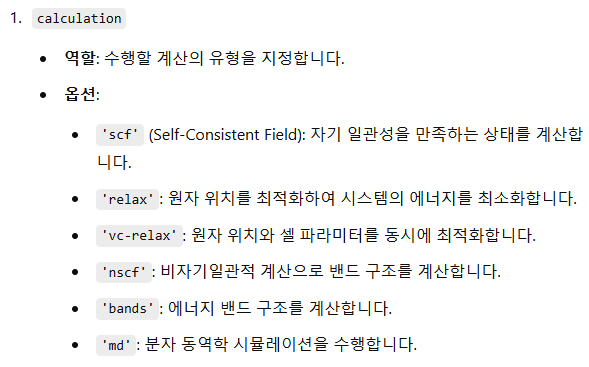 1. calculation
• 역할: 수행할 계산의 유형을 지정합니다.
• 옵션:
• 'scf' (Self-Consistent Field): 자기 일관성을 만족하는 상태를 계산합
니다.
• 'relax': 원자 위치를 최적화하여 시스템의 에너지를 최소화합니다.
• 'vc-relax': 원자 위치와 셀 파라미터를 동시에 최적화합니다.
• 'nscf': 비자기일관적 계산으로 밴드 구조를 계산합니다.
• 'bands': 에너지 밴드 구조를 계산합니다.
• 'md': 분자 동역학 시뮬레이션을 수행합니다.